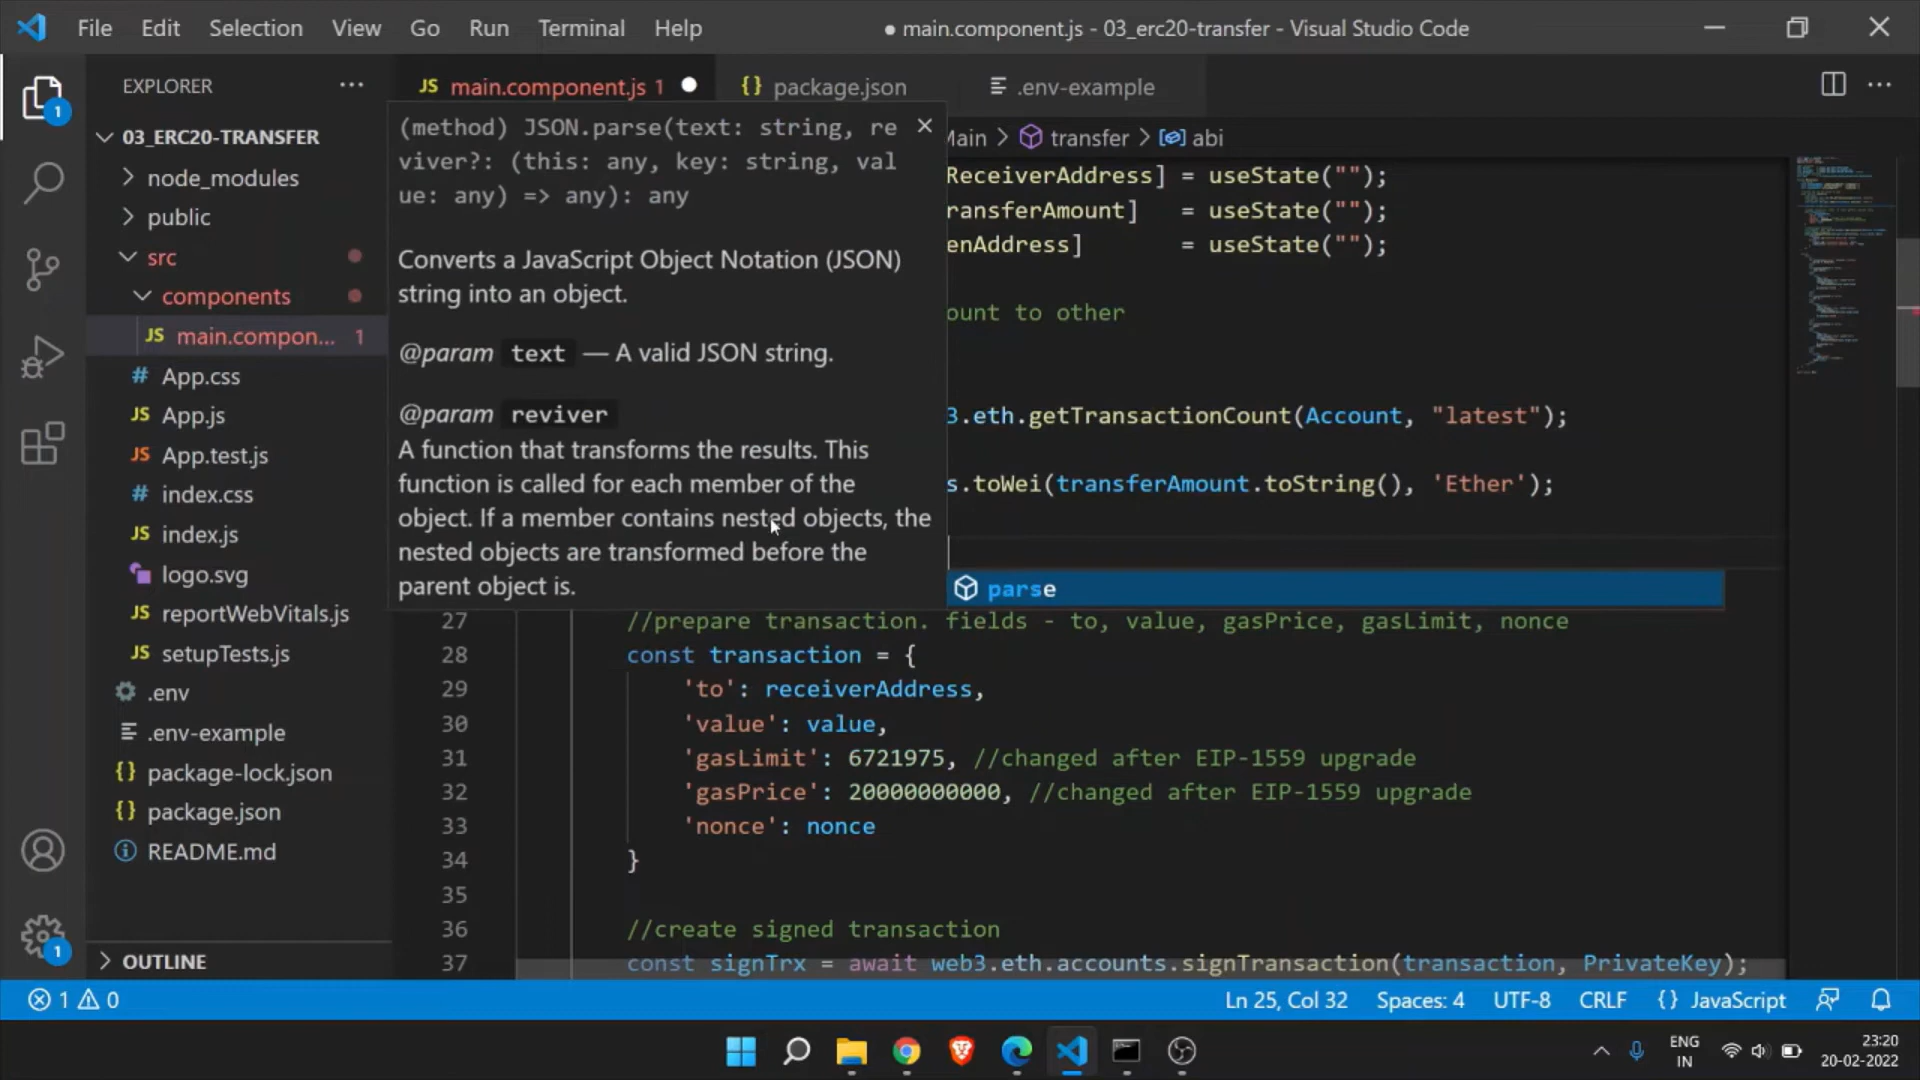 File Edit Selection View Go Run Terminal Help
● main.component.js - 03_erc20-transfer - Visual Studio Code
EXPLORER
03_ERC20-TRANSFER
node_modules
public
src
components
JS main.compon... 1
# App.css
JS App.js
JS App.test.js
# index.css
JS index.js
logo.svg
JS reportWebVitals.js
JS setupTests.js
.env
.env-example
{} package-lock.json
{} package.json
README.md
OUTLINE
1
1
JS main.component.js 1
{} package.json
.env-example
Main > transfer > abi
(method) JSON.parse(text: string, re
viver?: (this: any, key: string, val
ue: any) => any): any
Converts a JavaScript Object Notation (JSON)
string into an object.
@param text — A valid JSON string.
@param reviver
A function that transforms the results. This
function is called for each member of the
object. If a member contains nested objects, the
nested objects are transformed before the
parent object is.
ReceiverAddress] = useState("");
ransferAmount] = useState("");
enAddress] = useState("");
ount to other
3.eth.getTransactionCount(Account, "latest");
s.toWei(transferAmount.toString(), 'Ether');
parse
27 //prepare transaction. fields - to, value, gasPrice, gasLimit, nonce
28 const transaction = {
29 'to': receiverAddress,
30 'value': value,
31 'gasLimit': 6721975, //changed after EIP-1559 upgrade
32 'gasPrice': 20000000000, //changed after EIP-1559 upgrade
33 'nonce': nonce
34 }
35
36 //create signed transaction
37 const signTrx = await web3.eth.accounts.signTransaction(transaction, PrivateKey);
1 0
Ln 25, Col 32 Spaces: 4 UTF-8 CRLF {} JavaScript
ENG
IN
23:20
20-02-2022